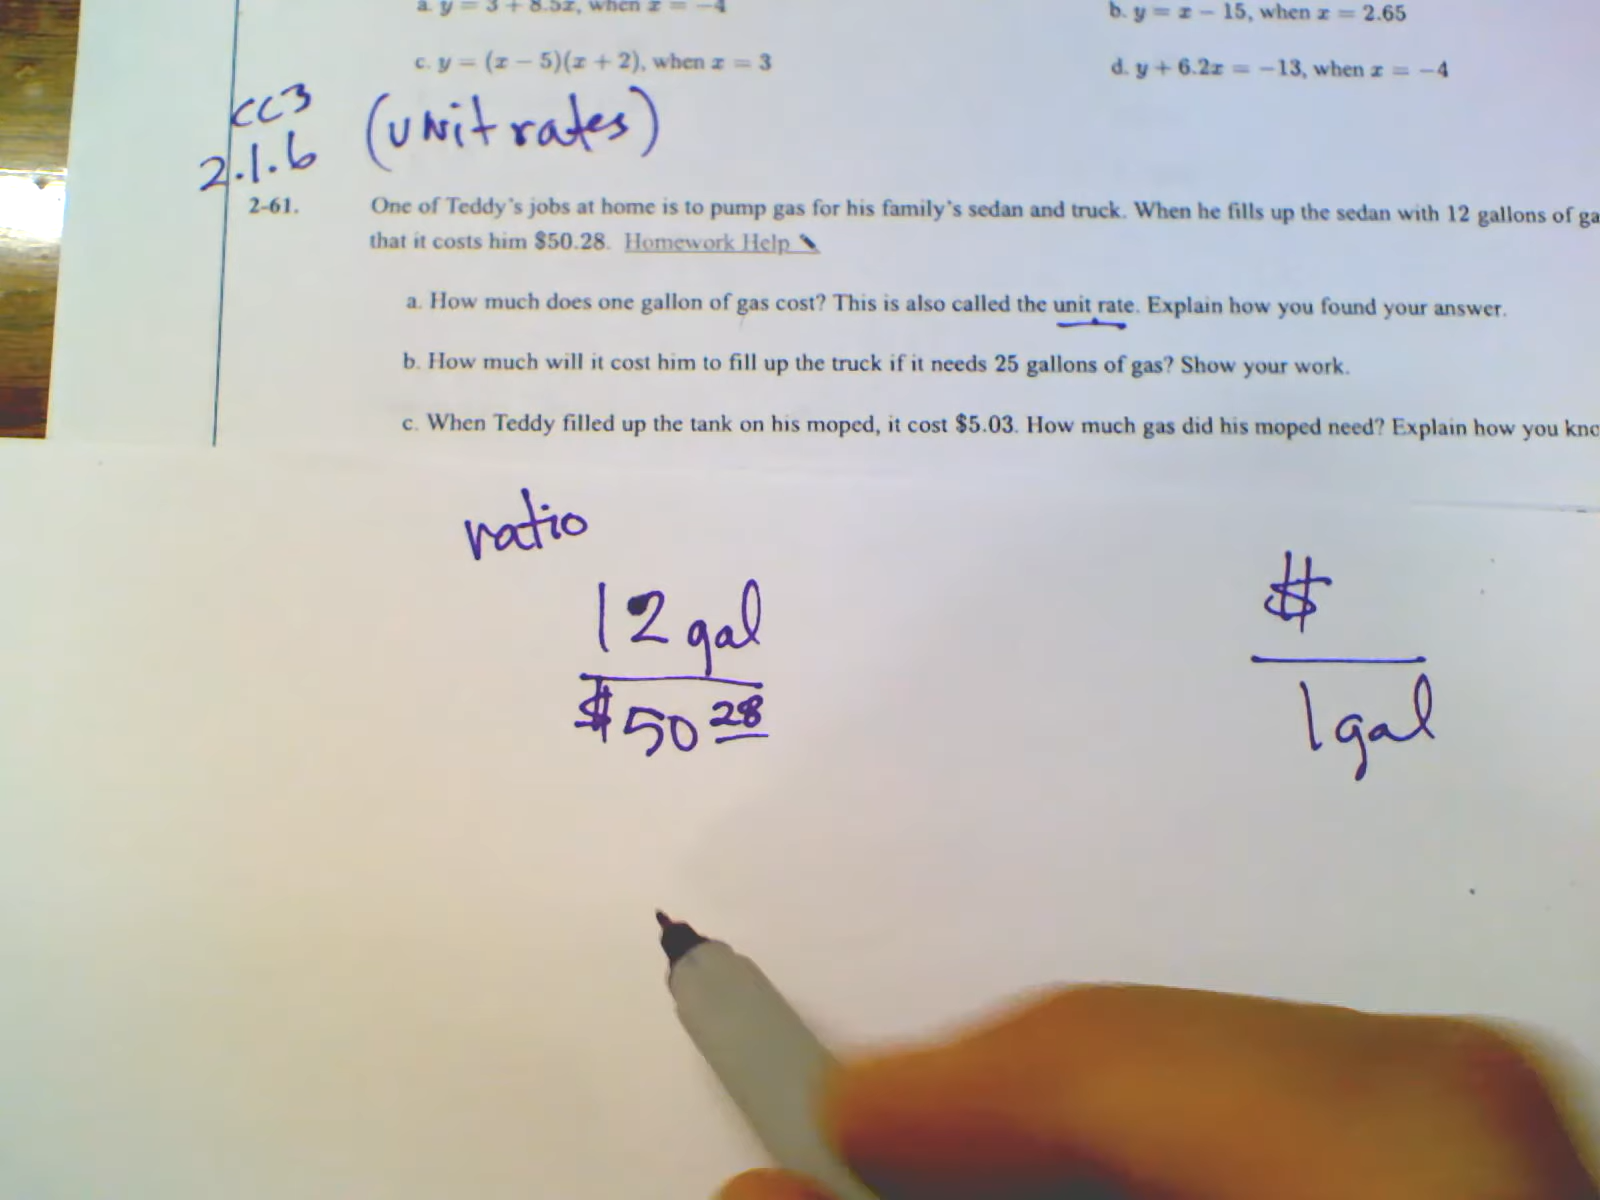 a. y = 3 + 8.5x, when x = −4
b. y = x − 15, when x = 2.65
c. y = (x − 5)(x + 2), when x = 3
d. y + 6.2x = −13, when x = −4
CC3
2.1.6 (unit rates)
2-61. One of Teddy's jobs at home is to pump gas for his family's sedan and truck. When he fills up the sedan with 12 gallons of
that it costs him $50.28. Homework Help
a. How much does one gallon of gas cost? This is also called the unit rate. Explain how you found your answer.
b. How much will it cost him to fill up the truck if it needs 25 gallons of gas? Show your work.
c. When Teddy filled up the tank on his moped, it cost $5.03. How much gas did his moped need? Explain how you
ratio
12 gal
$50 28
$
1 gal